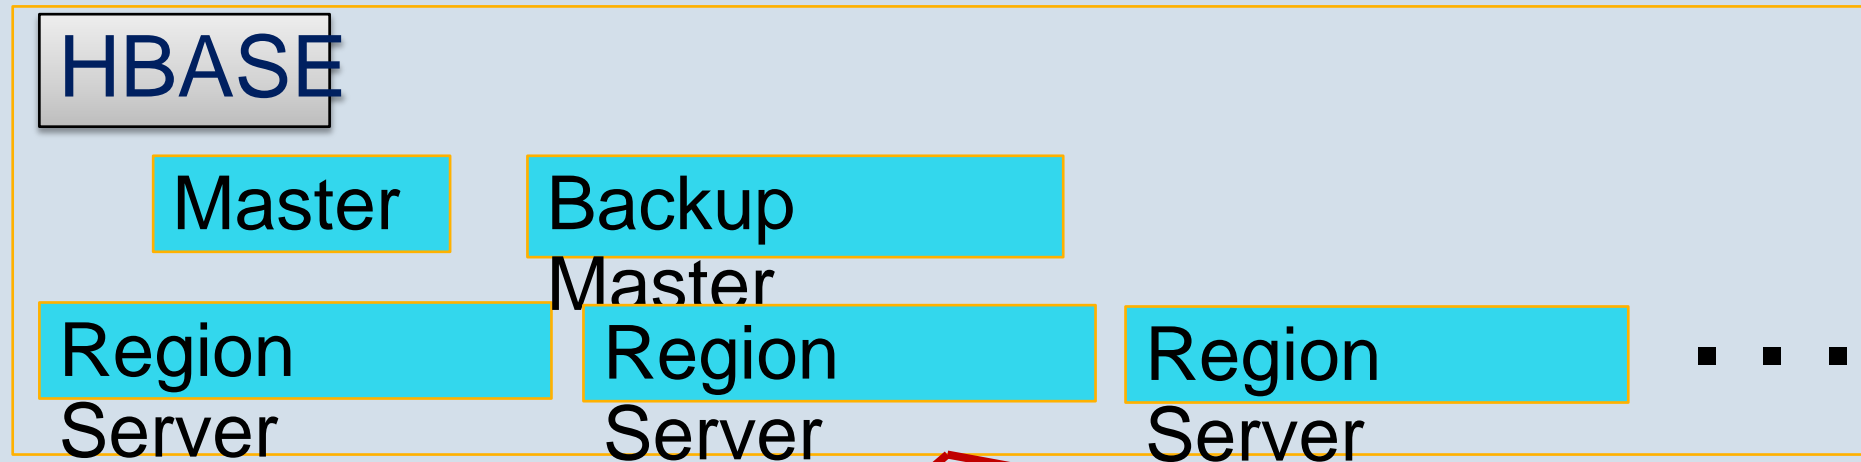 HBASE
Master
Backup
Master
Region
Server
Region
Server
Region
Server
. . .